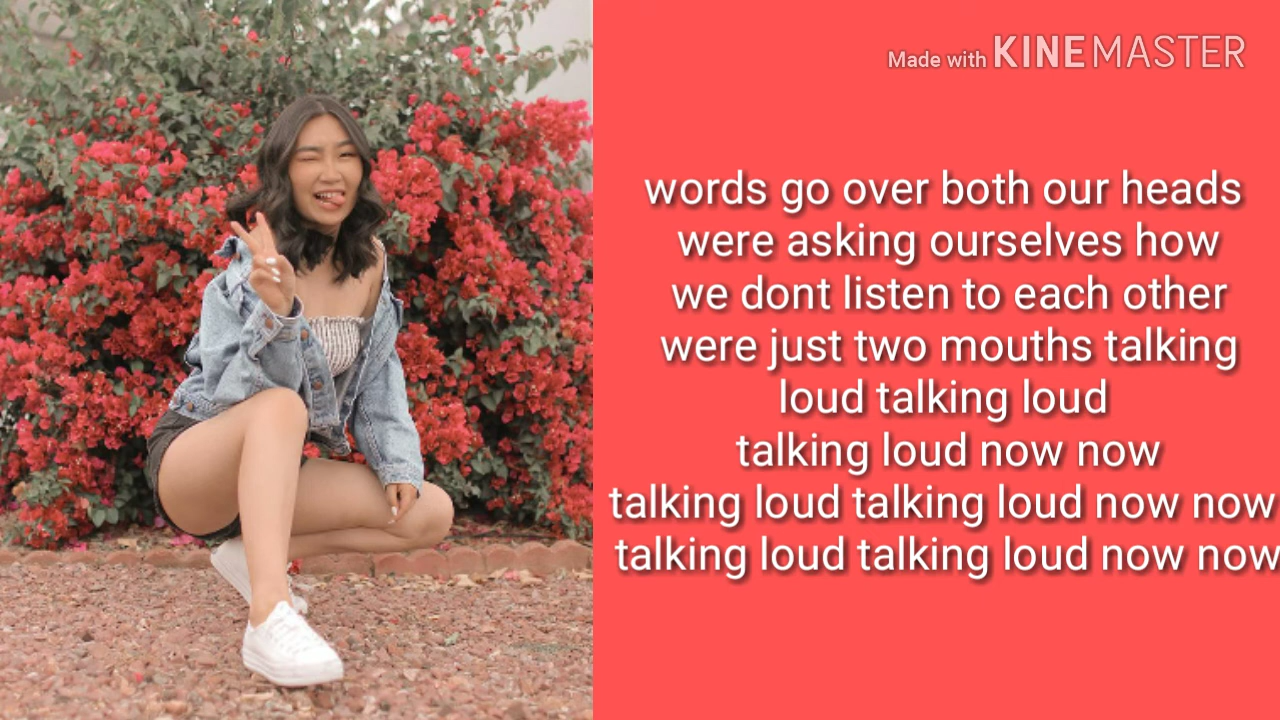 Made with KINEMASTER
words go over both our heads
were asking ourselves how
we dont listen to each other
were just two mouths talking
loud talking loud
talking loud now now
talking loud talking loud now now
talking loud talking loud now now